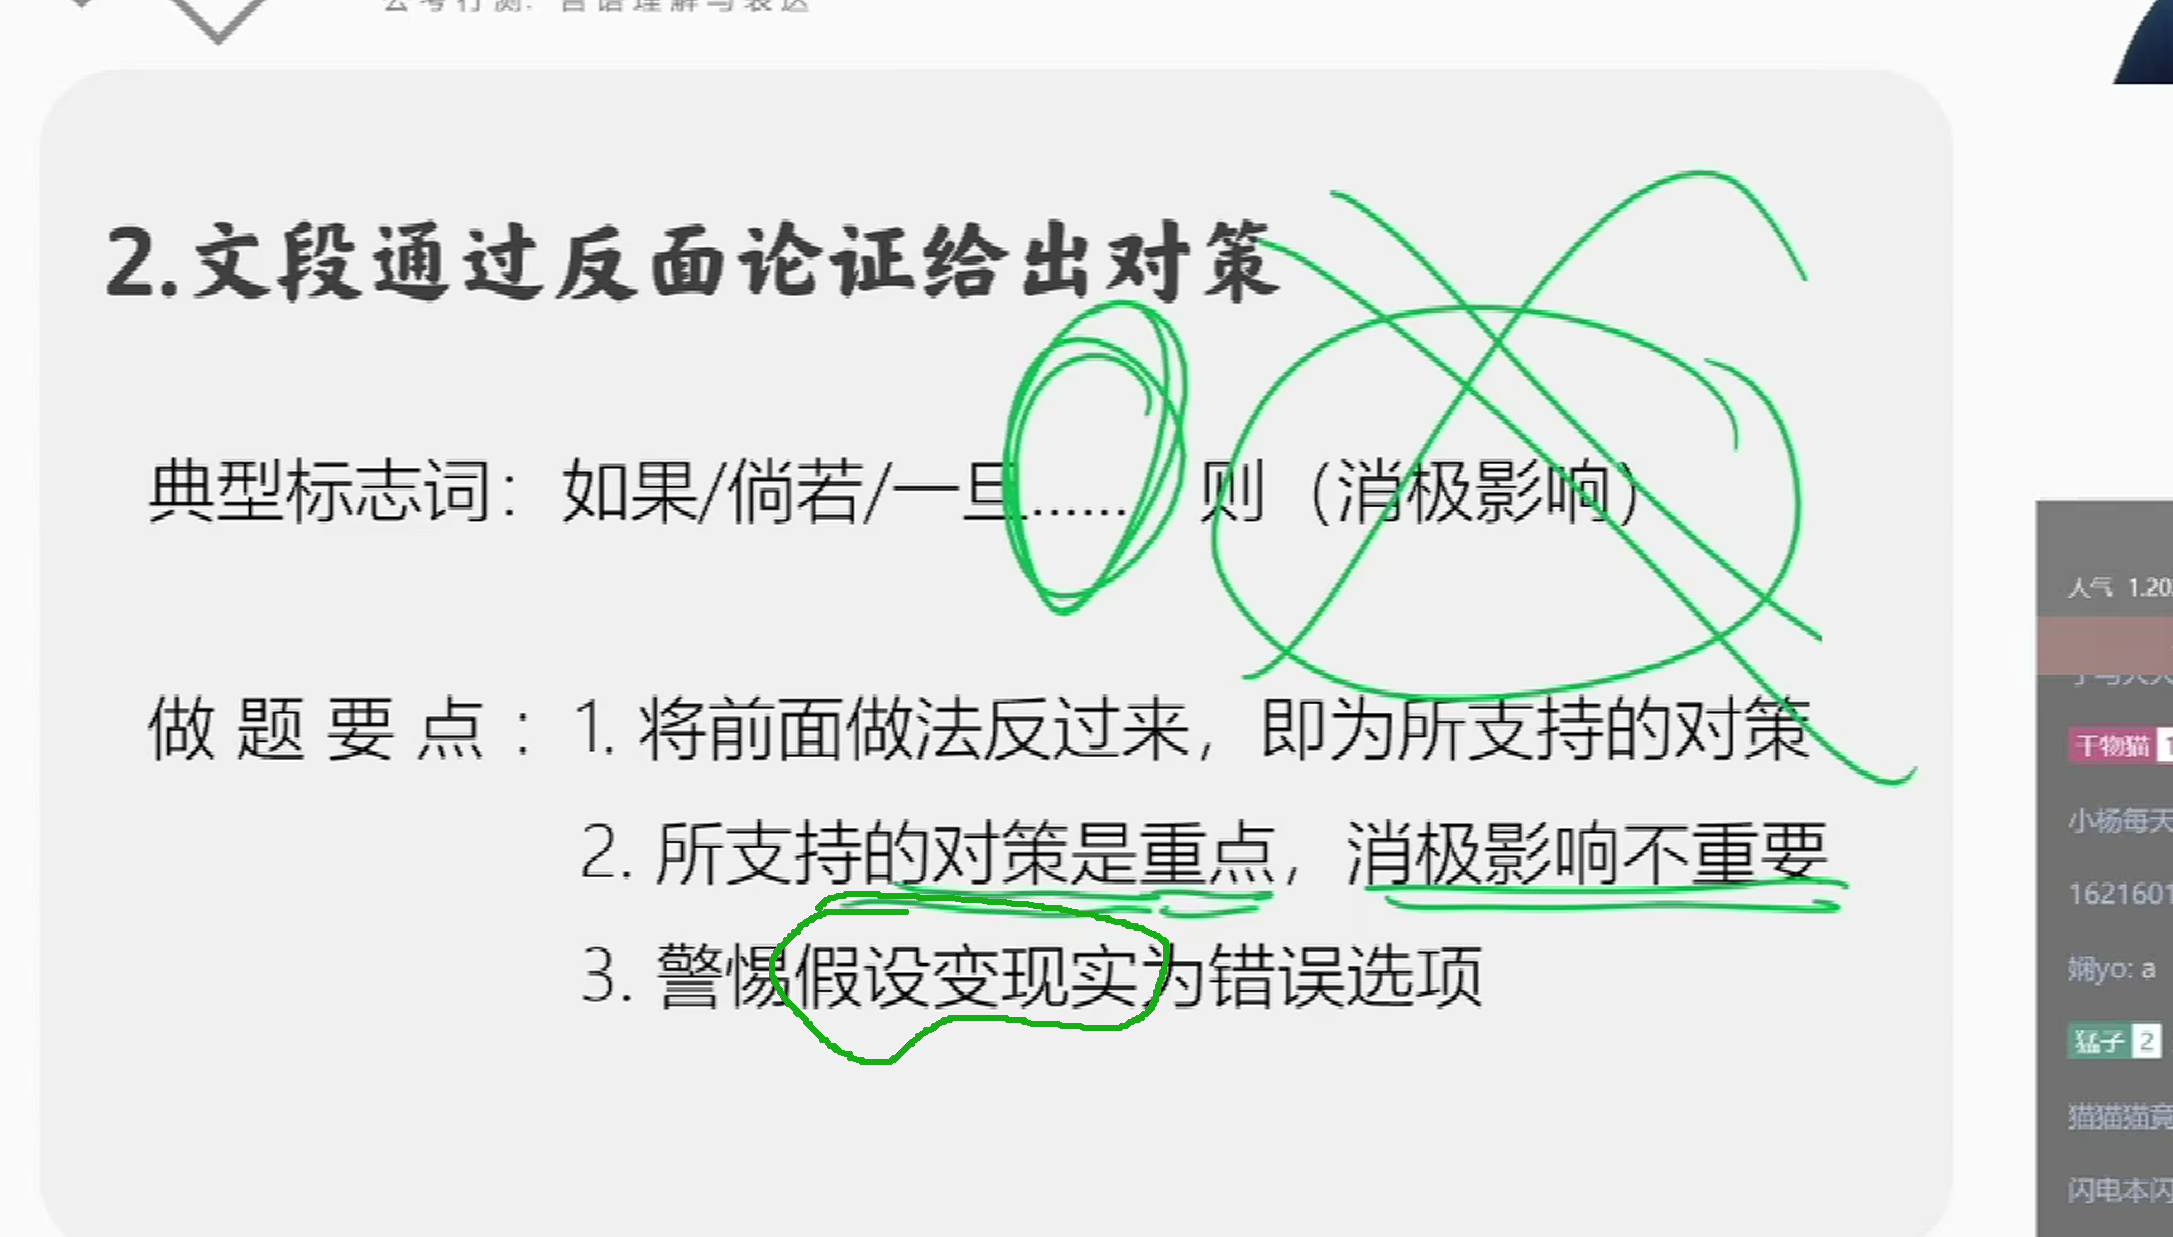 公考行测：言语理解与表达
2.文段通过反面论证给出对策
典型标志词：如果/倘若/一旦…… 则（消极影响）
做题要点：1. 将前面做法反过来，即为所支持的对策
2. 所支持的对策是重点，消极影响不重要
3. 警惕假设变现实为错误选项
人气 1.20
干物猫 1
小杨每天
1621601
娴yo: a
猛子 2
猫猫猫竟
闪电本闪